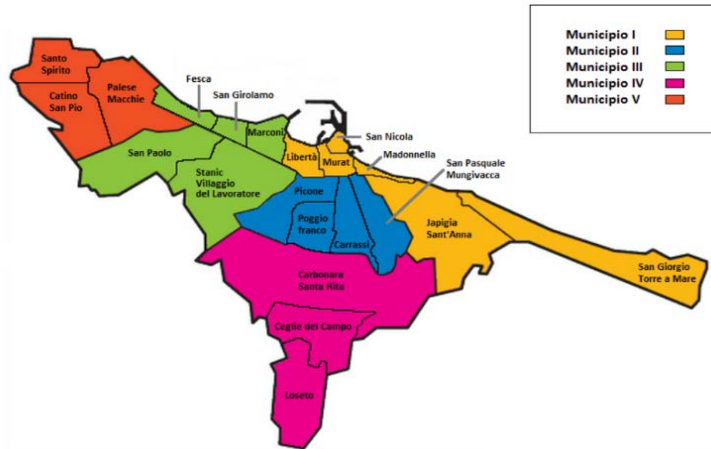 Municipio I
Municipio II
Municipio III
Municipio IV
Municipio V
Santo
Spirito
Catino
San Pio
Palese
Macchie
Fesca
San Girolamo
Marconi
San Paolo
Stanic
Villaggio
del Lavoratore
Libertà
Murat
San Nicola
Madonnella
San Pasquale
Mungivacca
Picone
Poggio
franco
Carrassi
Japigia
Sant'Anna
San Giorgio
Torre a Mare
Carbonara
Santa Rita
Ceglie del Campo
Loseto